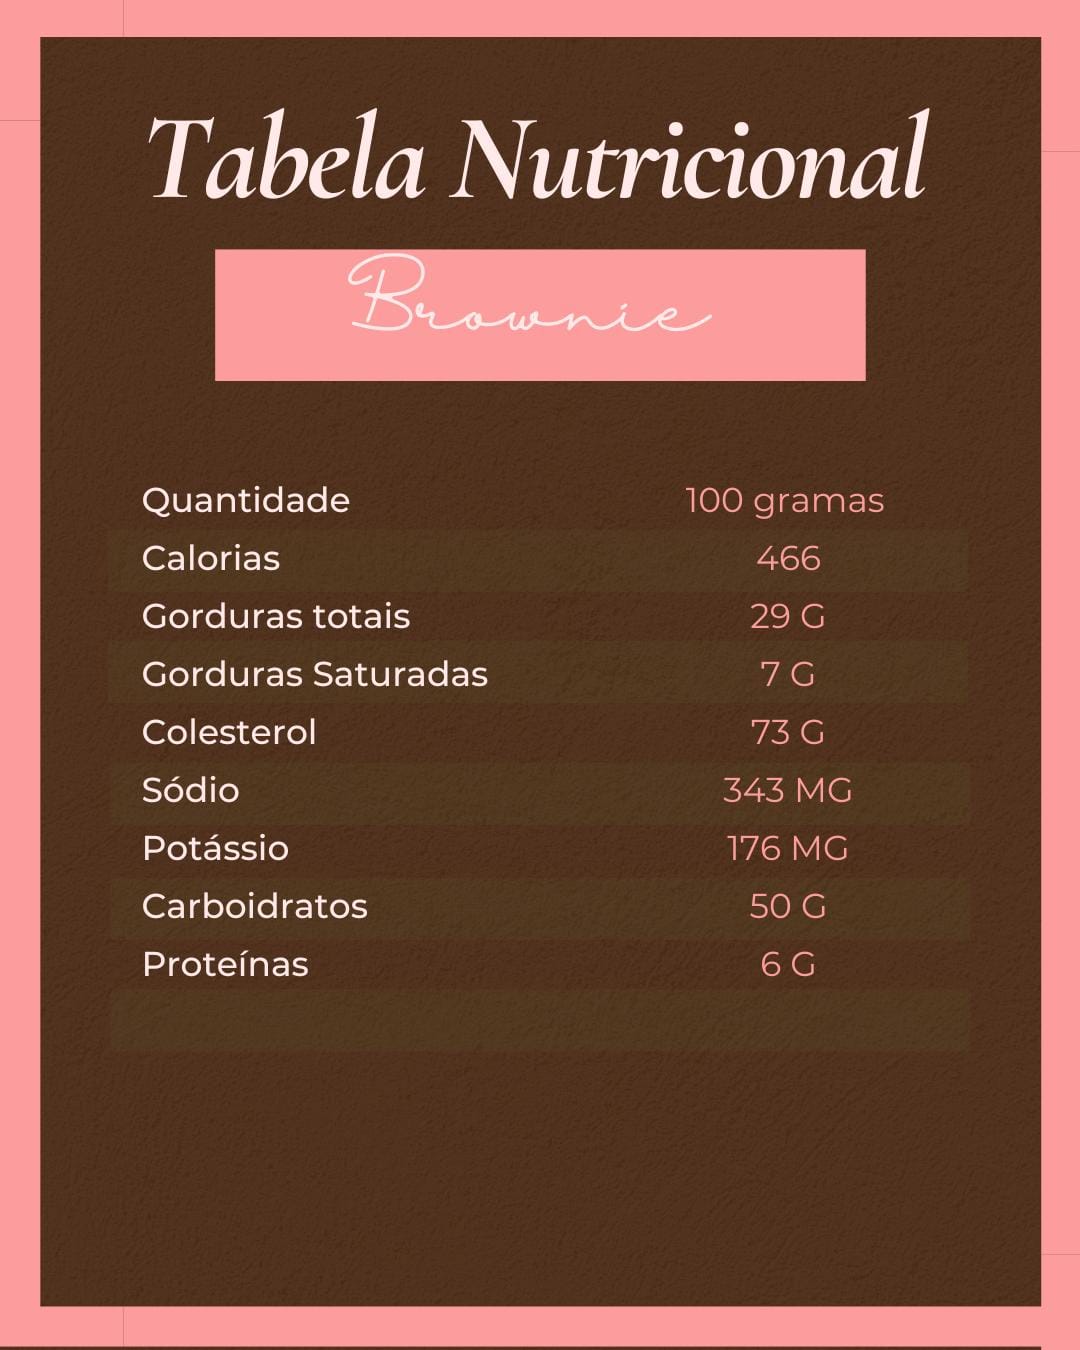 Tabela Nutricional
Brownie
Quantidade 100 gramas
Calorias 466
Gorduras totais 29 G
Gorduras Saturadas 7 G
Colesterol 73 G
Sódio 343 MG
Potássio 176 MG
Carboidratos 50 G
Proteínas 6 G